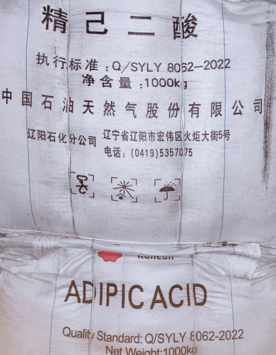 精己二酸
执行标准：Q/SYLY 8062-2022
净含量：1000kg
中国石油天然气股份有限公司
辽阳石化分公司 辽宁省辽阳市宏伟区火炬大街5号
电话：(0419)5357075
KUNLUN
ADIPIC ACID
Quality Standard: Q/SYLY 8062-2022
Net Weight:1000kg